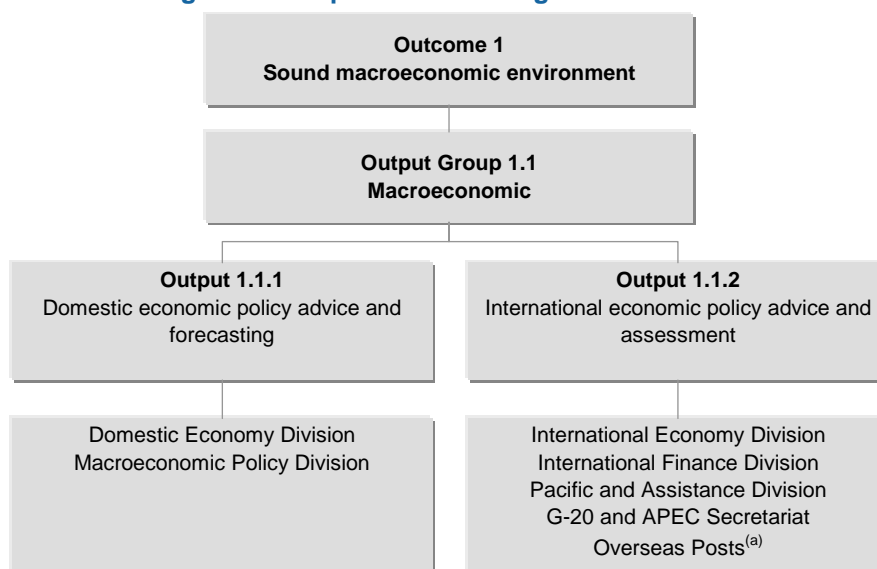 Outcome 1
Sound macroeconomic environment
Output Group 1.1
Macroeconomic
Output 1.1.1
Domestic economic policy advice and
forecasting
Output 1.1.2
International economic policy advice and
assessment
Domestic Economy Division
Macroeconomic Policy Division
International Economy Division
International Finance Division
Pacific and Assistance Division
G-20 and APEC Secretariat
Overseas Posts(a)